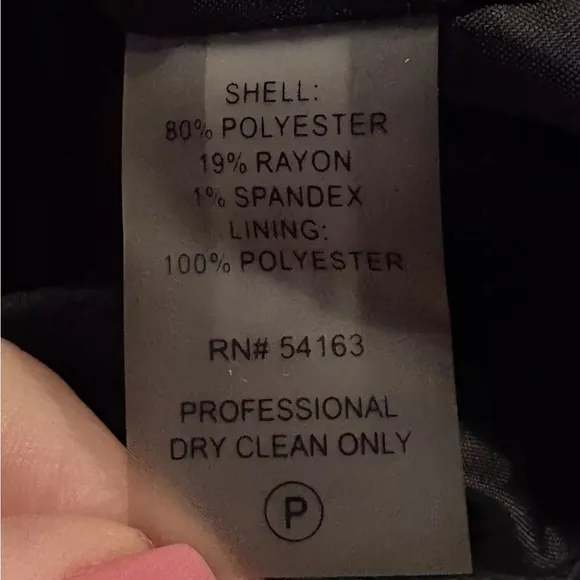 SHELL:
80% POLYESTER
19% RAYON
1% SPANDEX
LINING:
100% POLYESTER
RN# 54163
PROFESSIONAL
DRY CLEAN ONLY
P